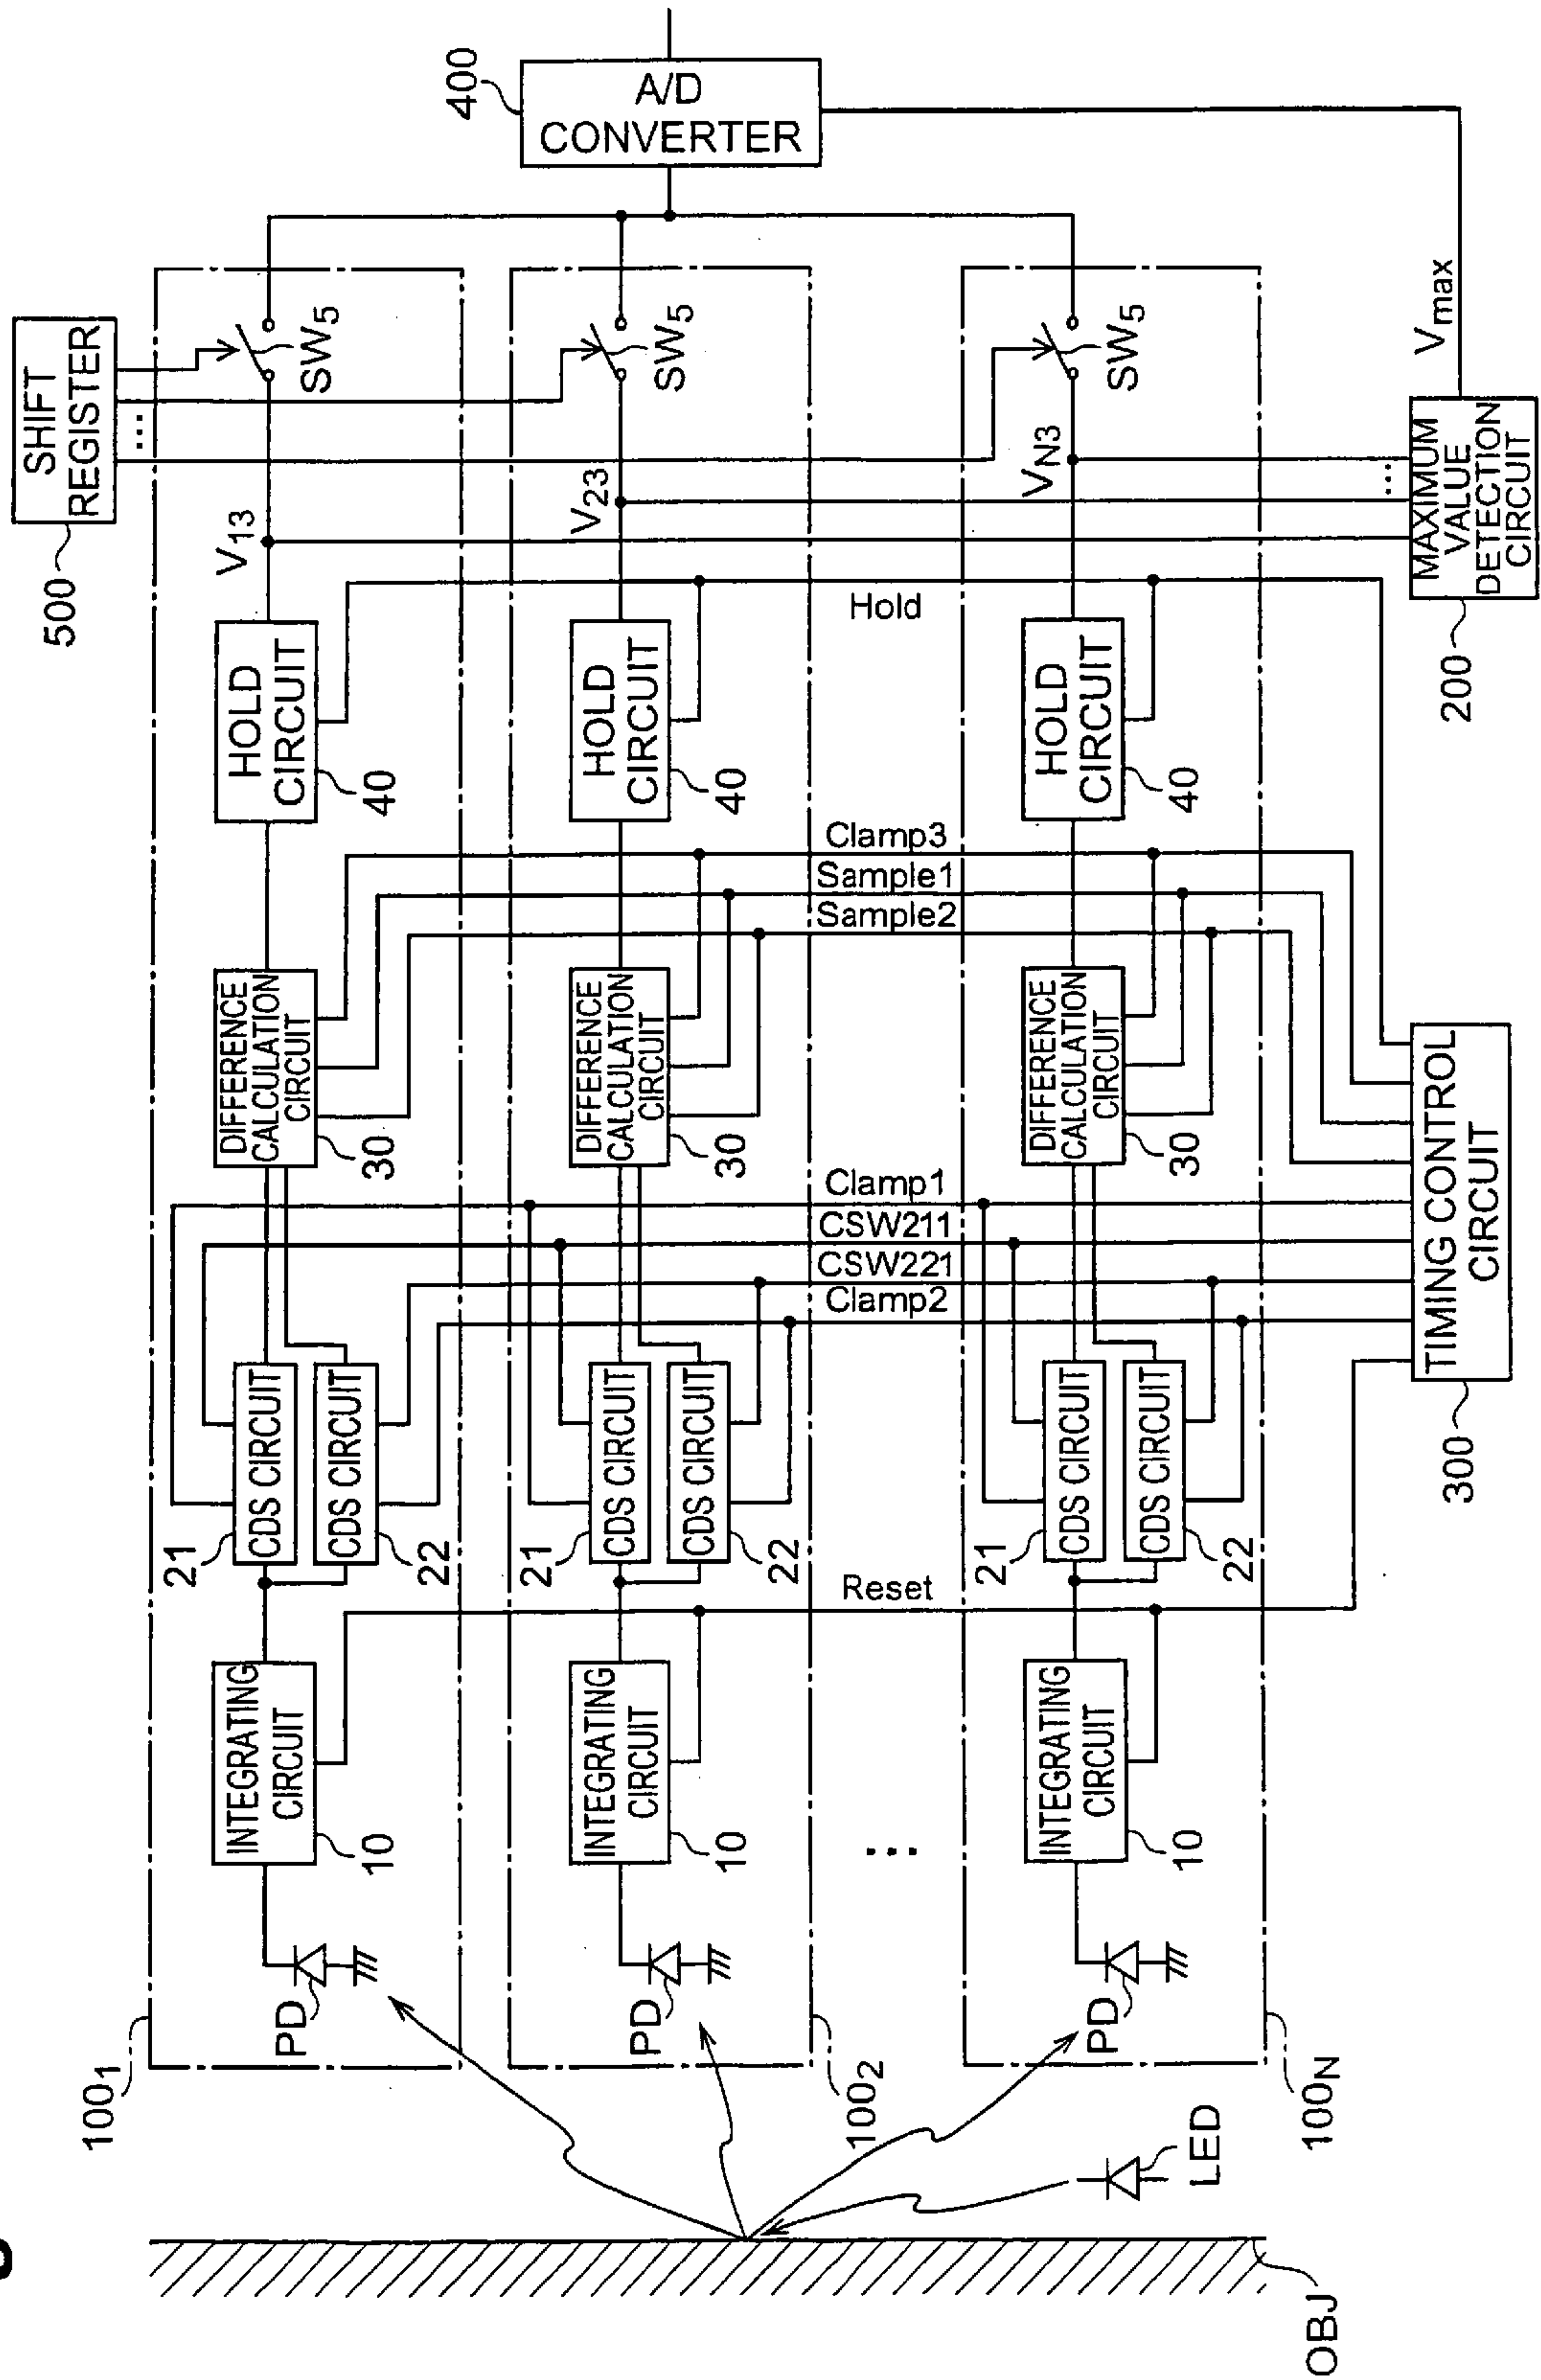 SHIFT
REGISTER
500
...
A/D
CONVERTER
400
100₁
PD
INTEGRATING
CIRCUIT
10
CDS CIRCUIT
21
CDS CIRCUIT
22
DIFFERENCE
CALCULATION
CIRCUIT
30
HOLD
CIRCUIT
40
V₁₃
SW₅
100₂
PD
INTEGRATING
CIRCUIT
10
CDS CIRCUIT
21
CDS CIRCUIT
22
DIFFERENCE
CALCULATION
CIRCUIT
30
HOLD
CIRCUIT
40
V₂₃
SW₅
...
Reset
Clamp1
CSW211
CSW221
Clamp2
Clamp3
Sample1
Sample2
Hold
100_N
PD
INTEGRATING
CIRCUIT
10
CDS CIRCUIT
21
CDS CIRCUIT
22
DIFFERENCE
CALCULATION
CIRCUIT
30
HOLD
CIRCUIT
40
V_N3
SW₅
LED
OBJ
TIMING CONTROL
CIRCUIT
300
...
MAXIMUM
VALUE
DETECTION
CIRCUIT
200
V_max